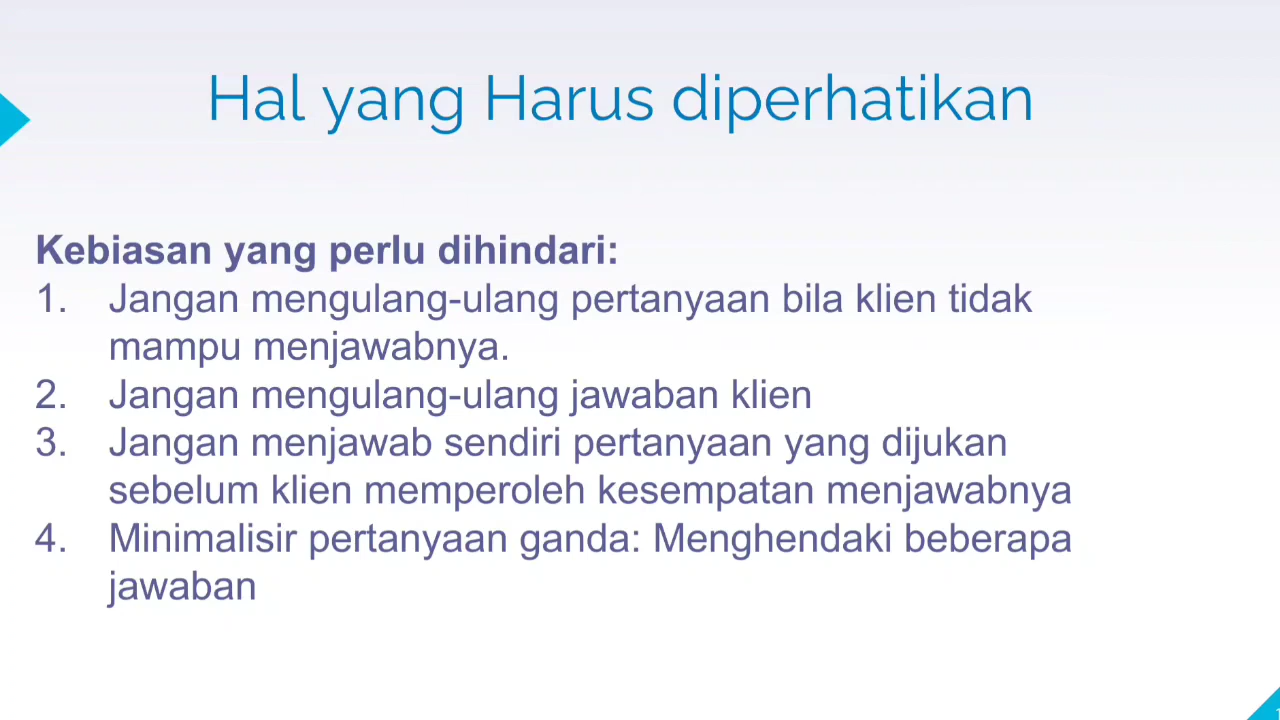 Hal yang Harus diperhatikan
Kebiasan yang perlu dihindari:
1. Jangan mengulang-ulang pertanyaan bila klien tidak
mampu menjawabnya.
2. Jangan mengulang-ulang jawaban klien
3. Jangan menjawab sendiri pertanyaan yang dijukan
sebelum klien memperoleh kesempatan menjawabnya
4. Minimalisir pertanyaan ganda: Menghendaki beberapa
jawaban